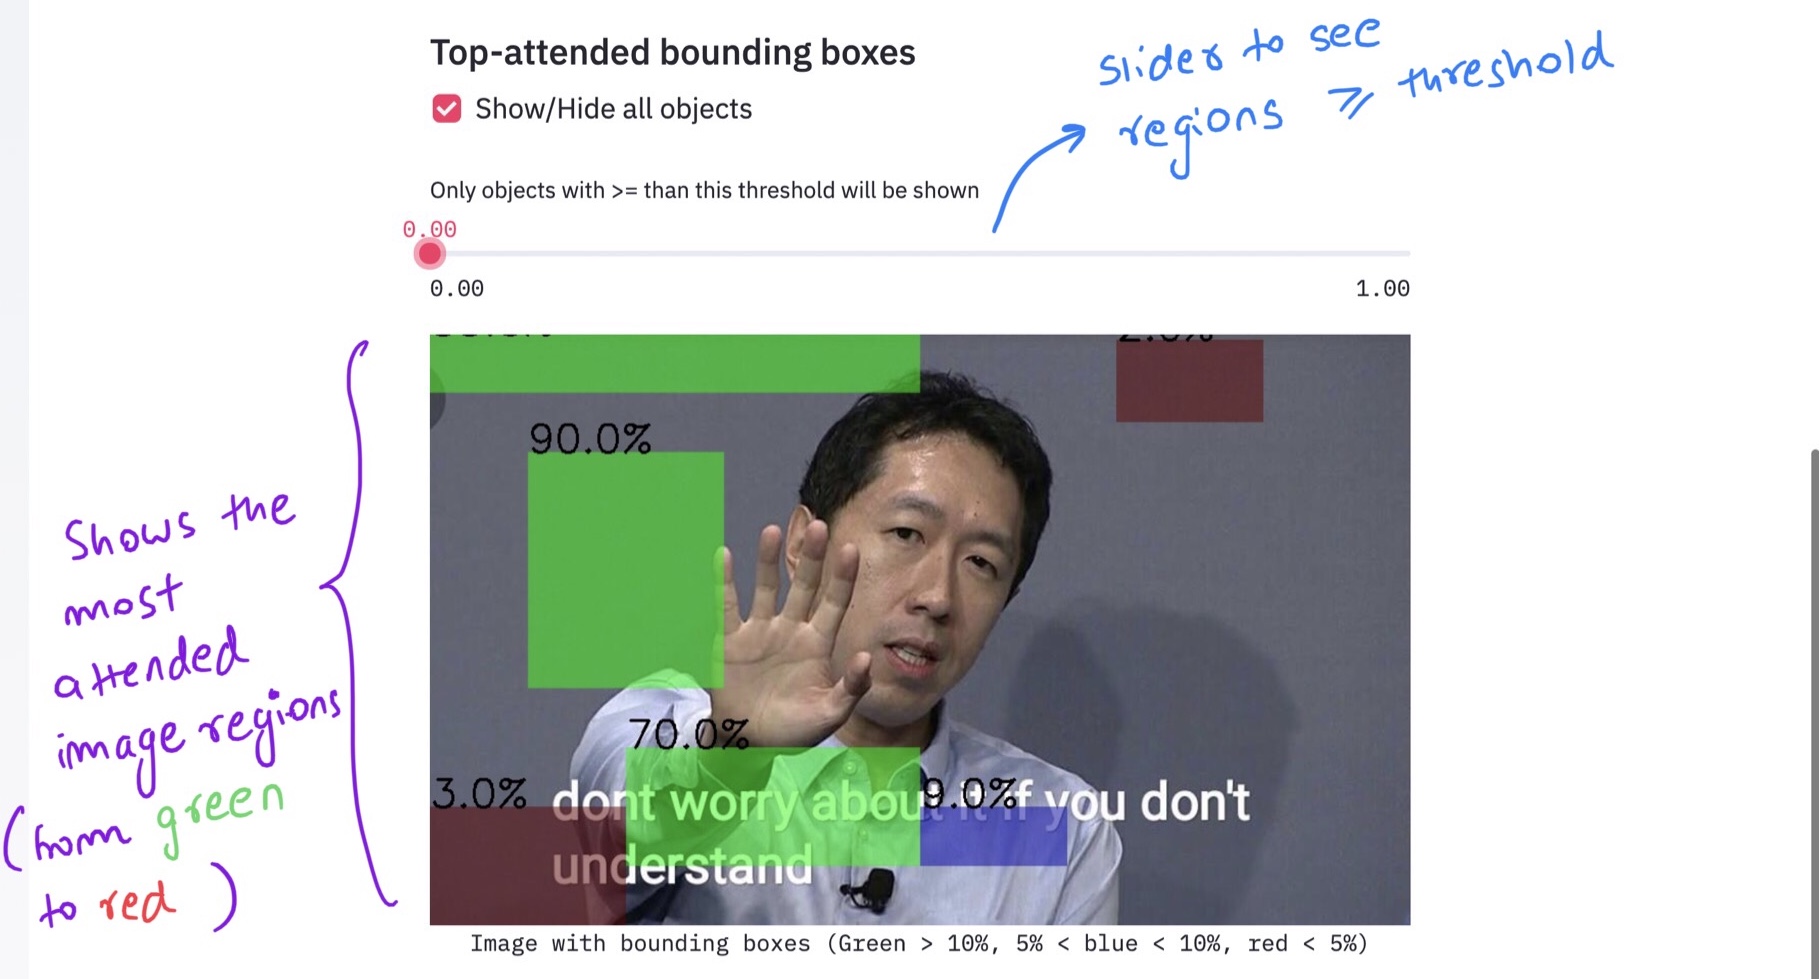 Top-attended bounding boxes
Show/Hide all objects
slider to see
regions ⩾ threshold
Only objects with >= than this threshold will be shown
0.00
0.00
1.00
90.0%
70.0%
3.0%
9.0%
dont worry about it if you don't
understand
Shows the
most
attended
image regions
(from green
to red )
Image with bounding boxes (Green > 10%, 5% < blue < 10%, red < 5%)